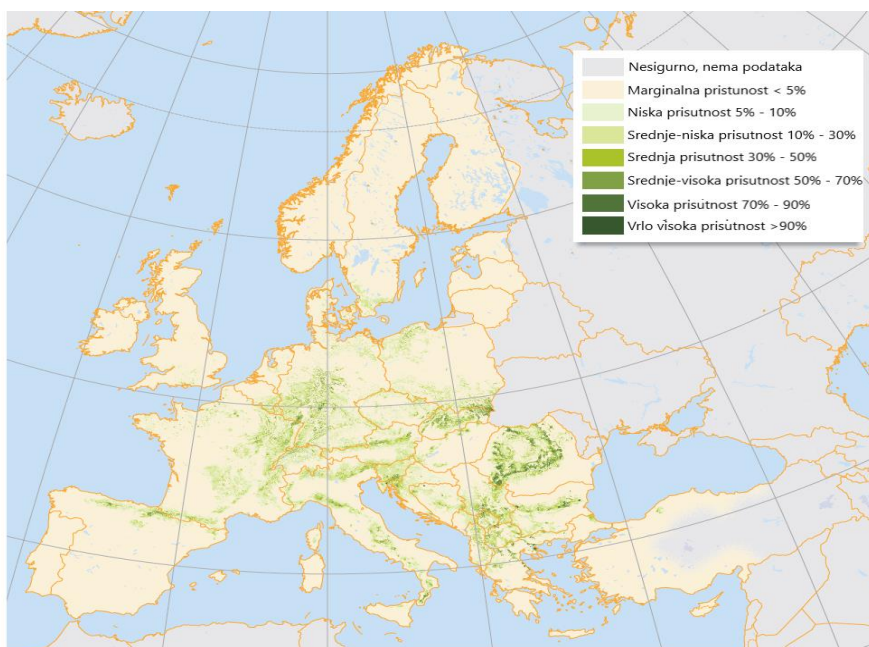 Nesigurno, nema podataka
Marginalna pristunost < 5%
Niska prisutnost 5% - 10%
Srednje-niska prisutnost 10% - 30%
Srednja prisutnost 30% - 50%
Srednje-visoka prisutnost 50% - 70%
Visoka prisutnost 70% - 90%
Vrlo visoka prisutnost >90%